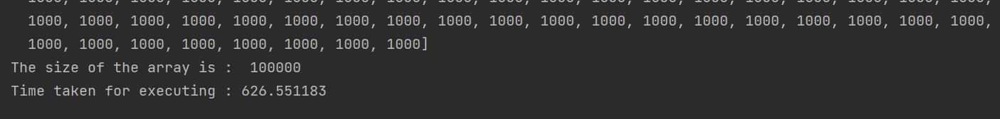 1000, 1000, 1000, 1000, 1000, 1000, 1000, 1000, 1000, 1000, 1000, 1000, 1000, 1000, 1000, 1000, 1000, 1000, 1000,
1000, 1000, 1000, 1000, 1000, 1000, 1000, 1000]
The size of the array is :  100000
Time taken for executing : 626.551183